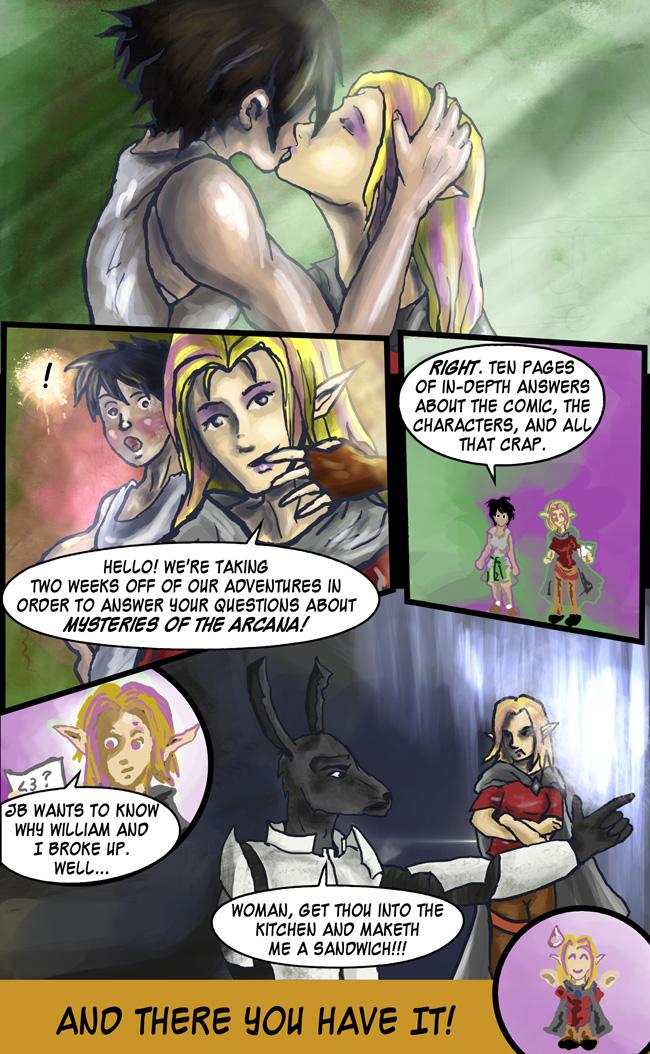 !
HELLO! WE'RE TAKING
TWO WEEKS OFF OF OUR ADVENTURES IN
ORDER TO ANSWER YOUR QUESTIONS ABOUT
MYSTERIES OF THE ARCANA!
RIGHT. TEN PAGES
OF IN-DEPTH ANSWERS
ABOUT THE COMIC, THE
CHARACTERS, AND ALL
THAT CRAP.
<3?
JB WANTS TO KNOW
WHY WILLIAM AND
I BROKE UP.
WELL...
WOMAN, GET THOU INTO THE
KITCHEN AND MAKETH
ME A SANDWICH!!!
AND THERE YOU HAVE IT!